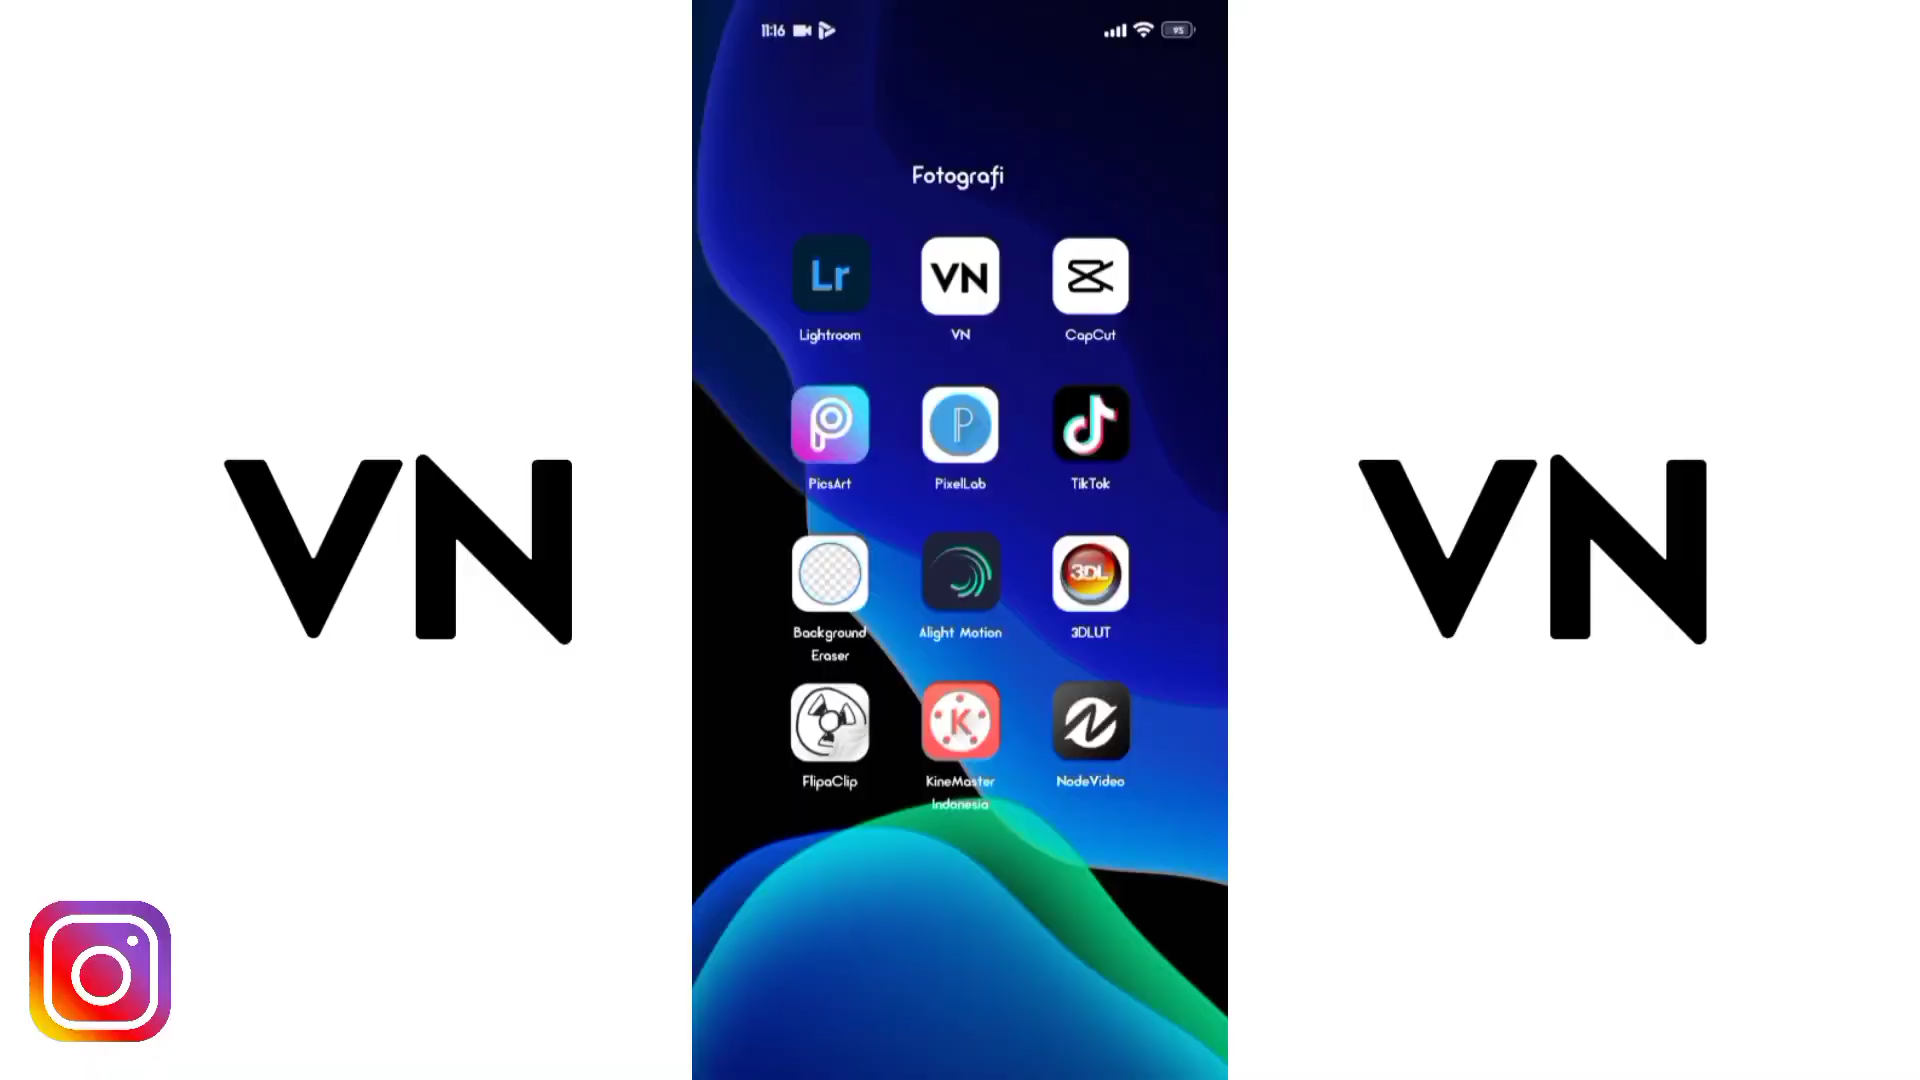 11:16
95
Fotografi
Lr
VN
Lightroom
VN
CapCut
P
PicsArt
PixelLab
TikTok
VN
VN
3DL
Background
Eraser
Alight Motion
3DLUT
K
FlipaClip
KineMaster
Indonesia
NodeVideo